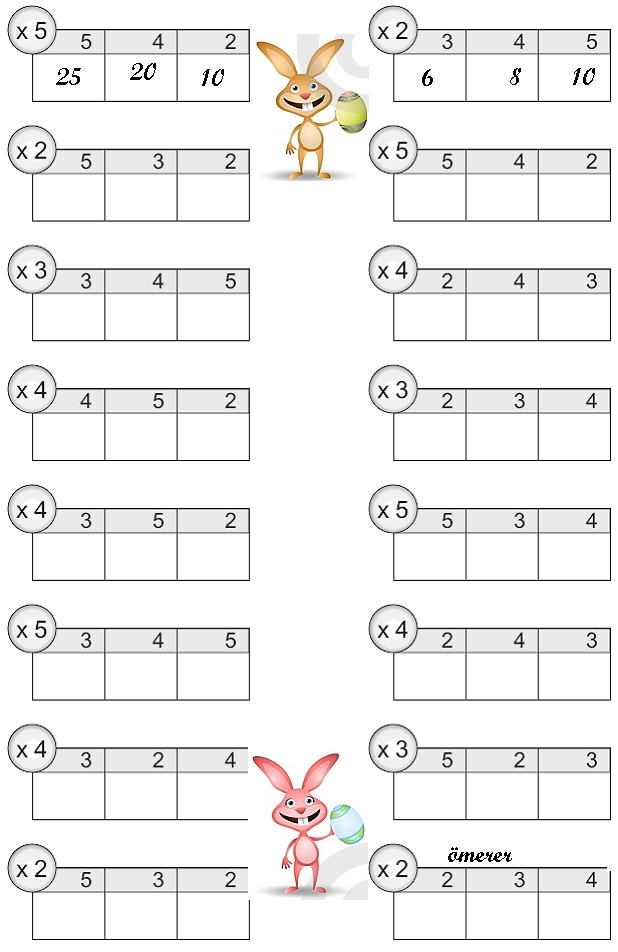 x 5 5 4 2
25 20 10
x 2 3 4 5
6 8 10
x 2 5 3 2
x 5 5 4 2
x 3 3 4 5
x 4 2 4 3
x 4 4 5 2
x 3 2 3 4
x 4 3 5 2
x 5 5 3 4
x 5 3 4 5
x 4 2 4 3
x 4 3 2 4
x 3 5 2 3
x 2 5 3 2
ömerer
x 2 2 3 4